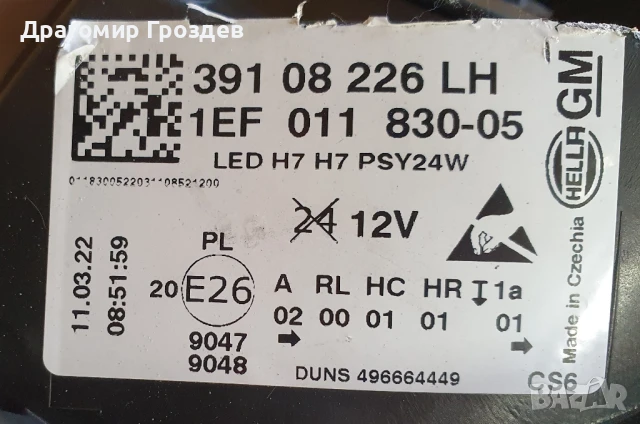 Драгомир Гроздев
391 08 226 LH
1EF 011 830-05
LED H7 H7 PSY24W
0118300522031108521200
24 12V
11.03.22
08:51:59
PL
20 E26
9047
9048
A RL HC HR 1a
02 00 01 01 01
DUNS 496664449
GM
HELLA
Made in Czechia
CS6
BAZAR